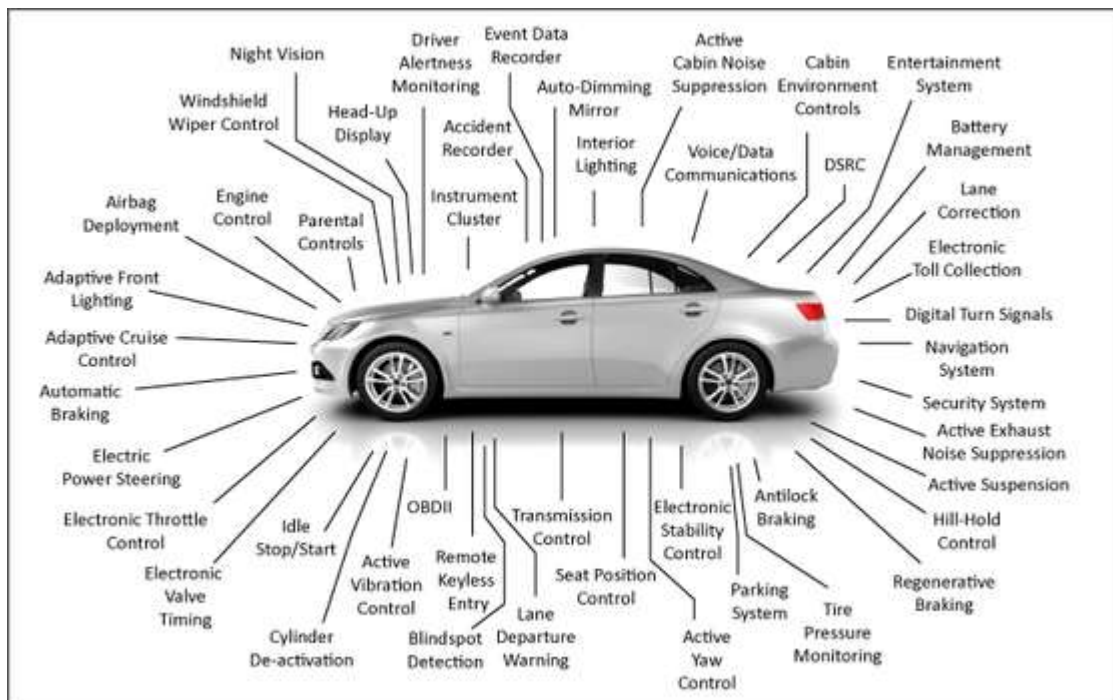 Night Vision
Driver
Alertness
Monitoring
Event Data
Recorder
Active
Cabin Noise
Suppression
Cabin
Environment
Controls
Entertainment
System
Windshield
Wiper Control
Head-Up
Display
Accident
Recorder
Auto-Dimming
Mirror
Interior
Lighting
Voice/Data
Communications
DSRC
Battery
Management
Airbag
Deployment
Engine
Control
Parental
Controls
Instrument
Cluster
Lane
Correction
Electronic
Toll Collection
Adaptive Front
Lighting
Digital Turn Signals
Adaptive Cruise
Control
Navigation
System
Automatic
Braking
Security System
Electric
Power Steering
Active Exhaust
Noise Suppression
Active Suspension
Electronic Throttle
Control
Idle
Stop/Start
OBDII
Transmission
Control
Electronic
Stability
Control
Antilock
Braking
Hill-Hold
Control
Electronic
Valve
Timing
Active
Vibration
Control
Remote
Keyless
Entry
Seat Position
Control
Parking
System
Regenerative
Braking
Cylinder
De-activation
Blindspot
Detection
Lane
Departure
Warning
Active
Yaw
Control
Tire
Pressure
Monitoring